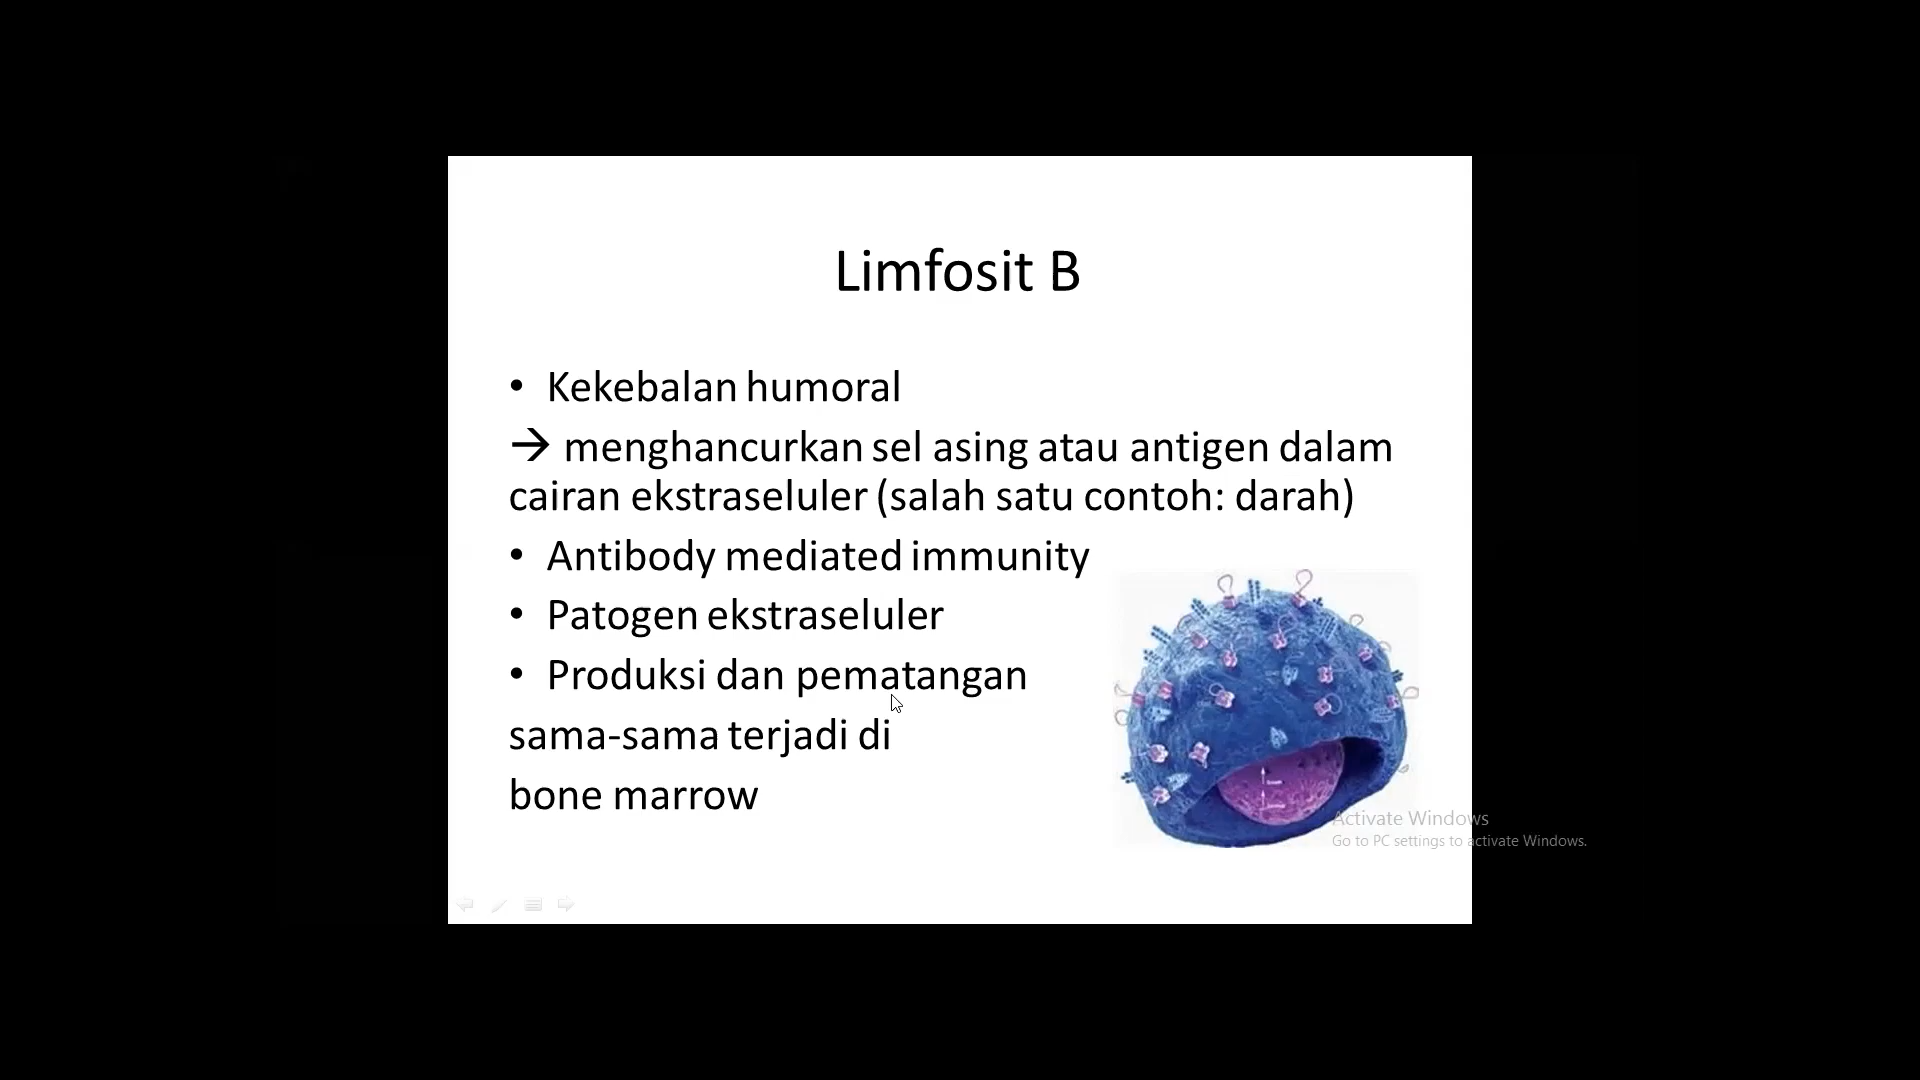 Limfosit B
• Kekebalan humoral
→ menghancurkan sel asing atau antigen dalam
cairan ekstraseluler (salah satu contoh: darah)
• Antibody mediated immunity
• Patogen ekstraseluler
• Produksi dan pematangan
sama-sama terjadi di
bone marrow
Activate Windows
Go to PC settings to activate Windows.